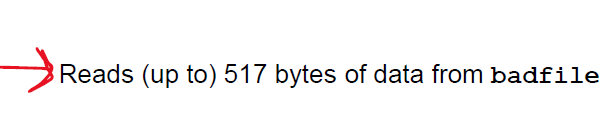 Reads (up to) 517 bytes of data from badfile